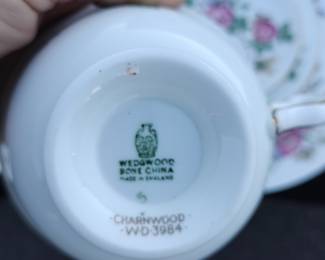 WEDGWOOD
BONE CHINA
MADE IN ENGLAND
CHARNWOOD
·WD·3984·